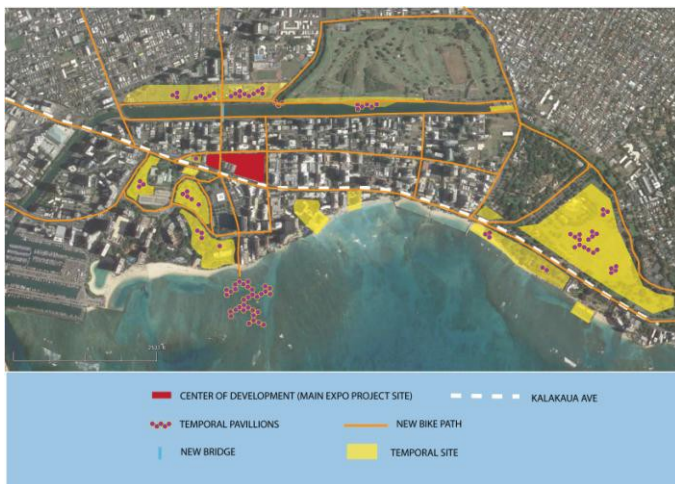 CENTER OF DEVELOPMENT (MAIN EXPO PROJECT SITE)
KALAKAUA AVE
TEMPORAL PAVILLIONS
NEW BIKE PATH
NEW BRIDGE
TEMPORAL SITE